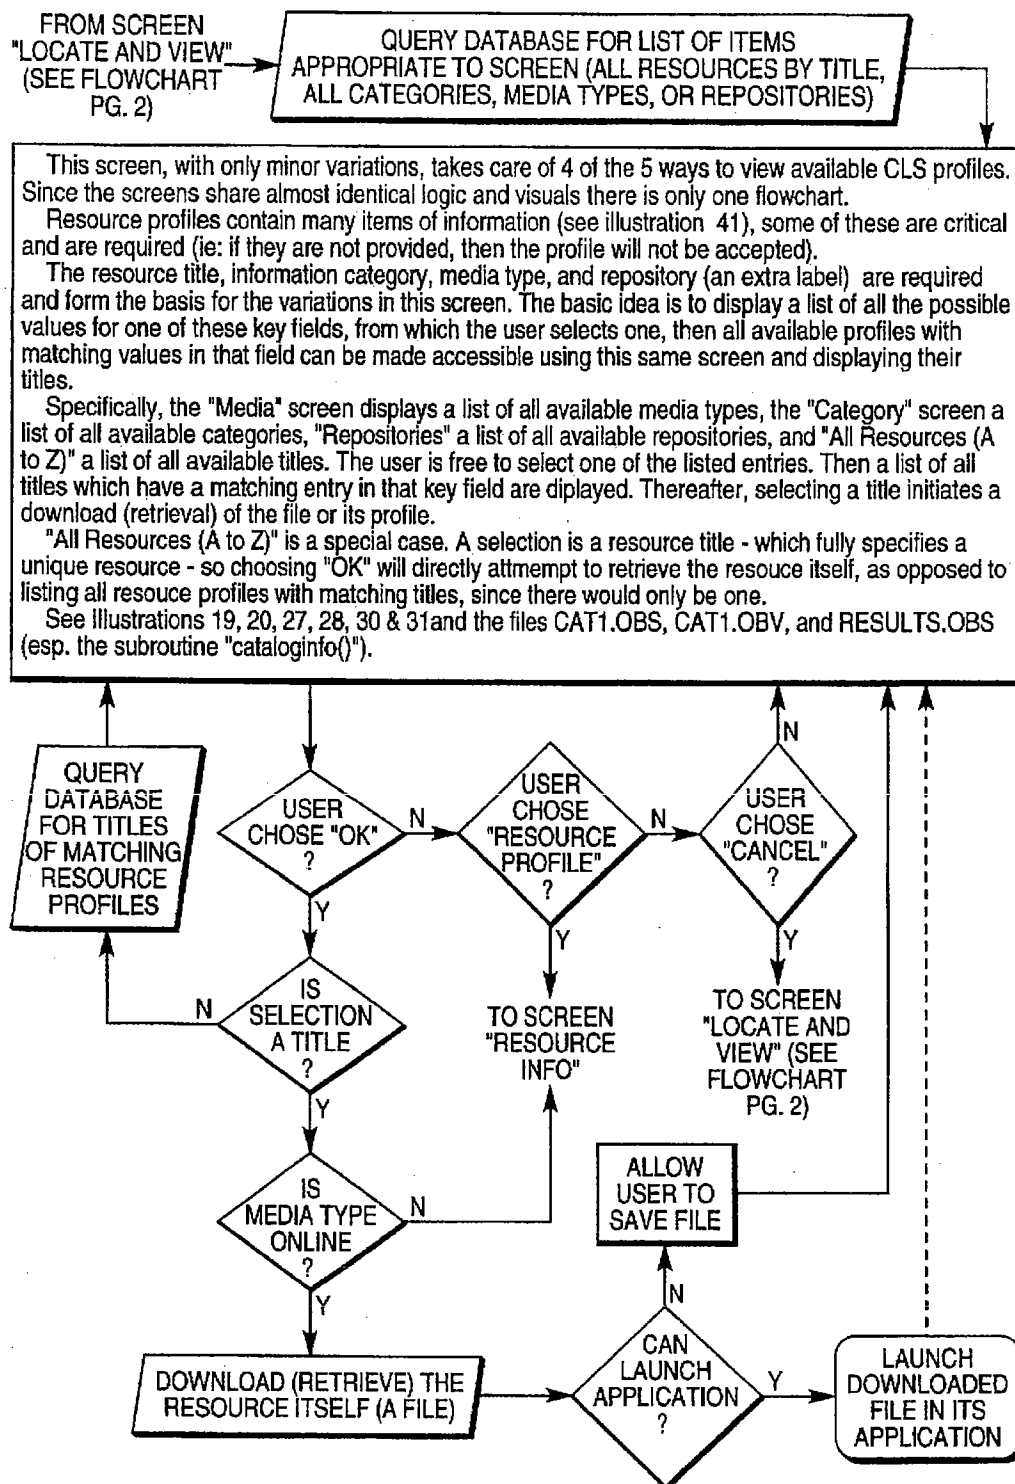 FROM SCREEN
"LOCATE AND VIEW"
(SEE FLOWCHART
PG. 2)
QUERY DATABASE FOR LIST OF ITEMS
APPROPRIATE TO SCREEN (ALL RESOURCES BY TITLE,
ALL CATEGORIES, MEDIA TYPES, OR REPOSITORIES)
This screen, with only minor variations, takes care of 4 of the 5 ways to view available CLS profiles.
Since the screens share almost identical logic and visuals there is only one flowchart.
Resource profiles contain many items of information (see illustration 41), some of these are critical
and are required (ie: if they are not provided, then the profile will not be accepted).
The resource title, information category, media type, and repository (an extra label) are required
and form the basis for the variations in this screen. The basic idea is to display a list of all the possible
values for one of these key fields, from which the user selects one, then all available profiles with
matching values in that field can be made accessible using this same screen and displaying their
titles.
Specifically, the "Media" screen displays a list of all available media types, the "Category" screen a
list of all available categories, "Repositories" a list of all available repositories, and "All Resources (A
to Z)" a list of all available titles. The user is free to select one of the listed entries. Then a list of all
titles which have a matching entry in that key field are diplayed. Thereafter, selecting a title initiates a
download (retrieval) of the file or its profile.
"All Resources (A to Z)" is a special case. A selection is a resource title - which fully specifies a
unique resource - so choosing "OK" will directly attmempt to retrieve the resouce itself, as opposed to
listing all resouce profiles with matching titles, since there would only be one.
See Illustrations 19, 20, 27, 28, 30 & 31and the files CAT1.OBS, CAT1.OBV, and RESULTS.OBS
(esp. the subroutine "cataloginfo()").
QUERY
DATABASE
FOR TITLES
OF MATCHING
RESOURCE
PROFILES
USER
CHOSE "OK"
?
N
Y
USER
CHOSE
"RESOURCE
PROFILE"
?
N
Y
USER
CHOSE
"CANCEL"
?
N
Y
IS
SELECTION
A TITLE
?
N
Y
TO SCREEN
"RESOURCE
INFO"
TO SCREEN
"LOCATE AND
VIEW" (SEE
FLOWCHART
PG. 2)
IS
MEDIA TYPE
ONLINE
?
N
Y
ALLOW
USER TO
SAVE FILE
N
DOWNLOAD (RETRIEVE) THE
RESOURCE ITSELF (A FILE)
CAN
LAUNCH
APPLICATION
?
Y
LAUNCH
DOWNLOADED
FILE IN ITS
APPLICATION